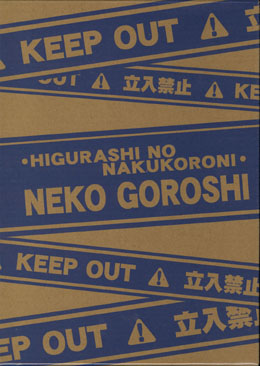 KEEP OUT ⚠ 立入
OUT ⚠ 立入禁止 ⚠ KE
•HIGURASHI NO
NAKUKORONI•
NEKO GOROSHI
KEEP OUT ⚠ 立入禁
EP OUT ⚠ 立入禁